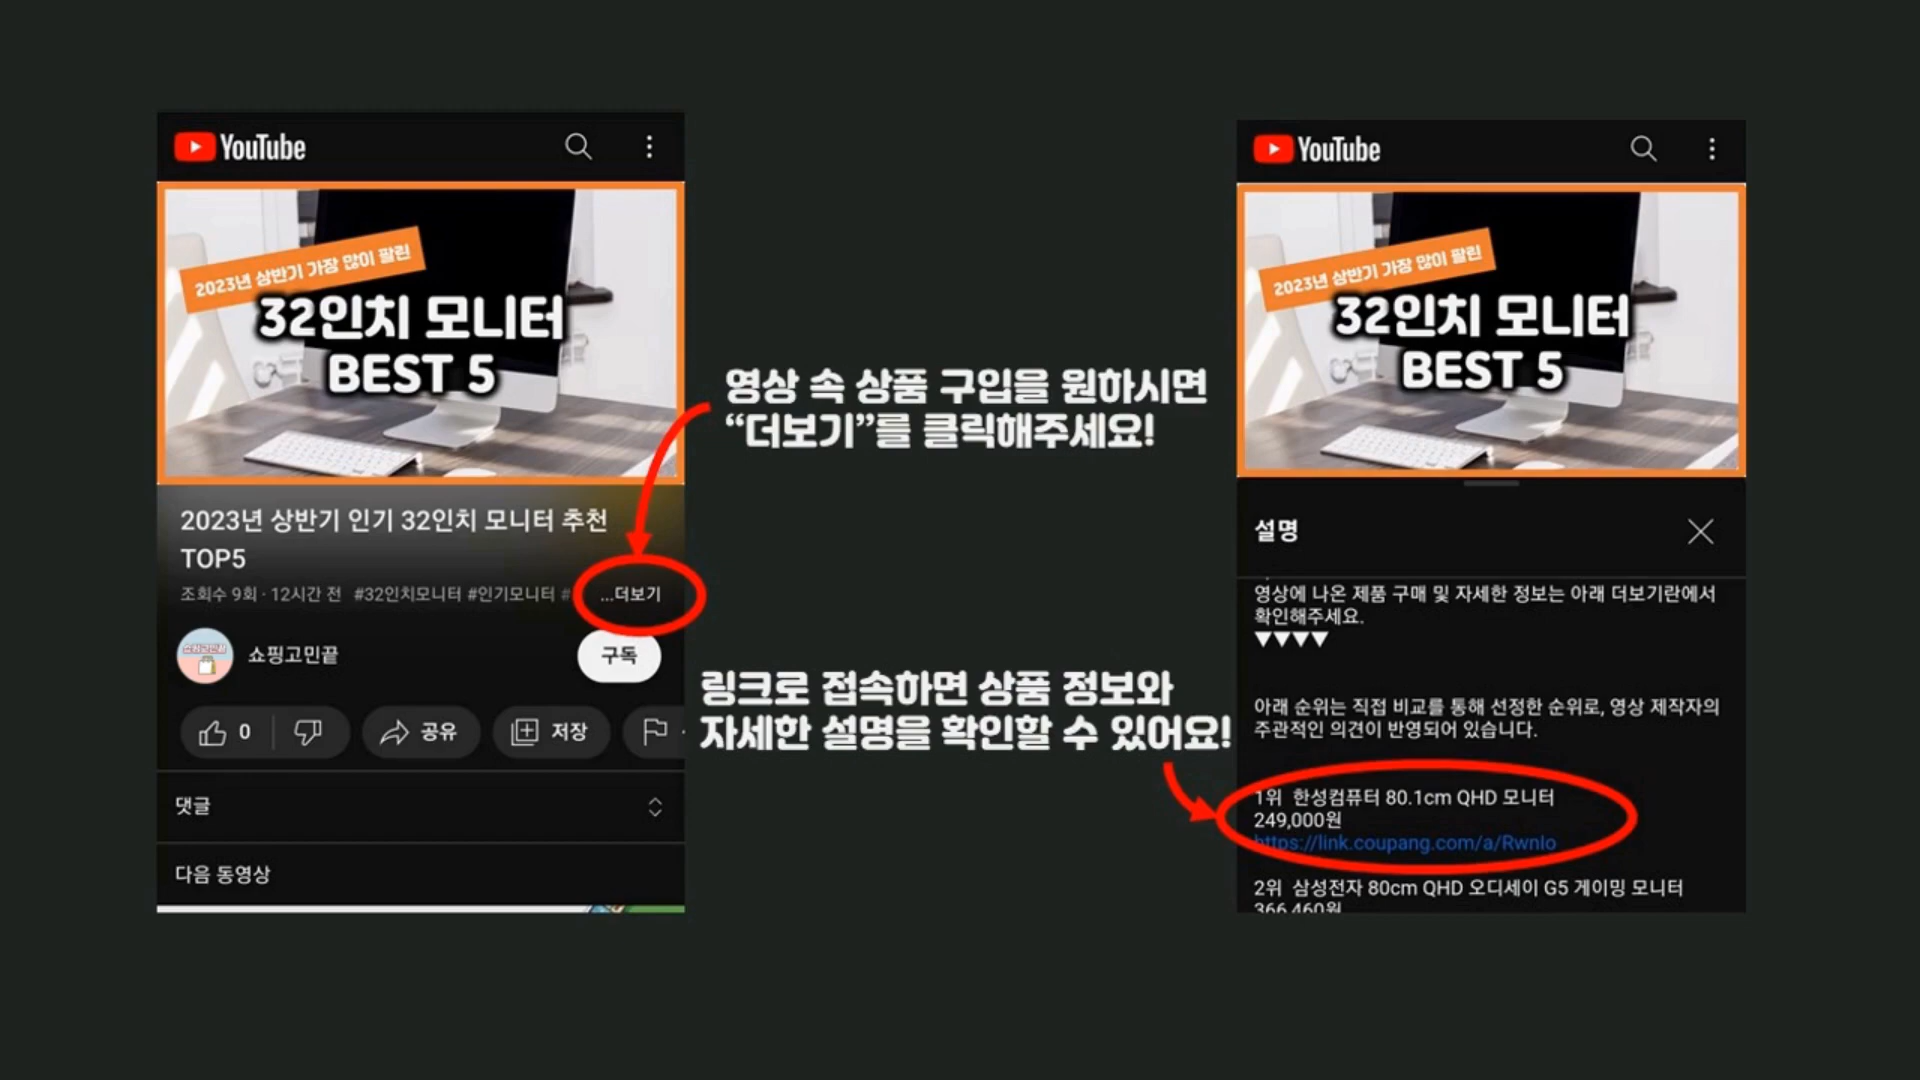 YouTube
2023년 상반기 가장 많이 팔린
32인치 모니터
BEST 5
2023년 상반기 인기 32인치 모니터 추천
TOP5
조회수 9회 · 12시간 전 #32인치모니터 #인기모니터 # ...더보기
쇼핑고민끝
쇼핑고민끝
구독
0
공유
저장
댓글
다음 동영상
영상 속 상품 구입을 원하시면
“더보기”를 클릭해주세요!
링크로 접속하면 상품 정보와
자세한 설명을 확인할 수 있어요!
YouTube
2023년 상반기 가장 많이 팔린
32인치 모니터
BEST 5
설명
영상에 나온 제품 구매 및 자세한 정보는 아래 더보기란에서
확인해주세요.
▼▼▼▼
아래 순위는 직접 비교를 통해 선정한 순위로, 영상 제작자의
주관적인 의견이 반영되어 있습니다.
1위 한성컴퓨터 80.1cm QHD 모니터
249,000원
https://link.coupang.com/a/Rwnlo
2위 삼성전자 80cm QHD 오디세이 G5 게이밍 모니터
366,460원